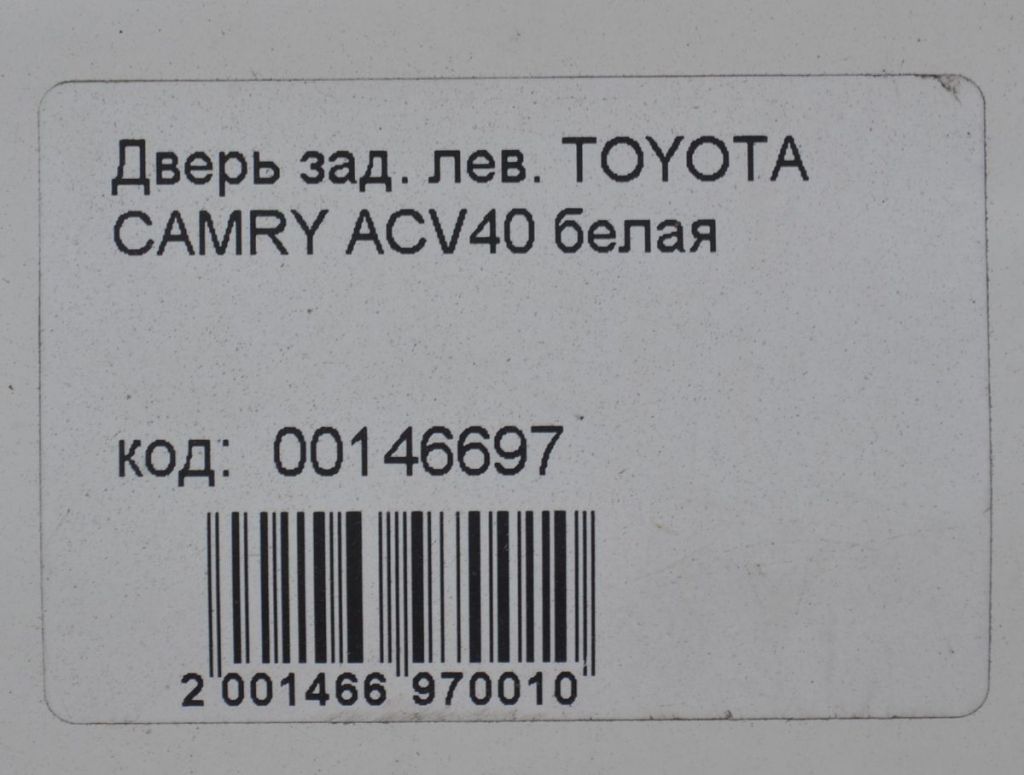 Дверь зад. лев. TOYOTA
CAMRY ACV40 белая
код: 00146697
2 001466 970010